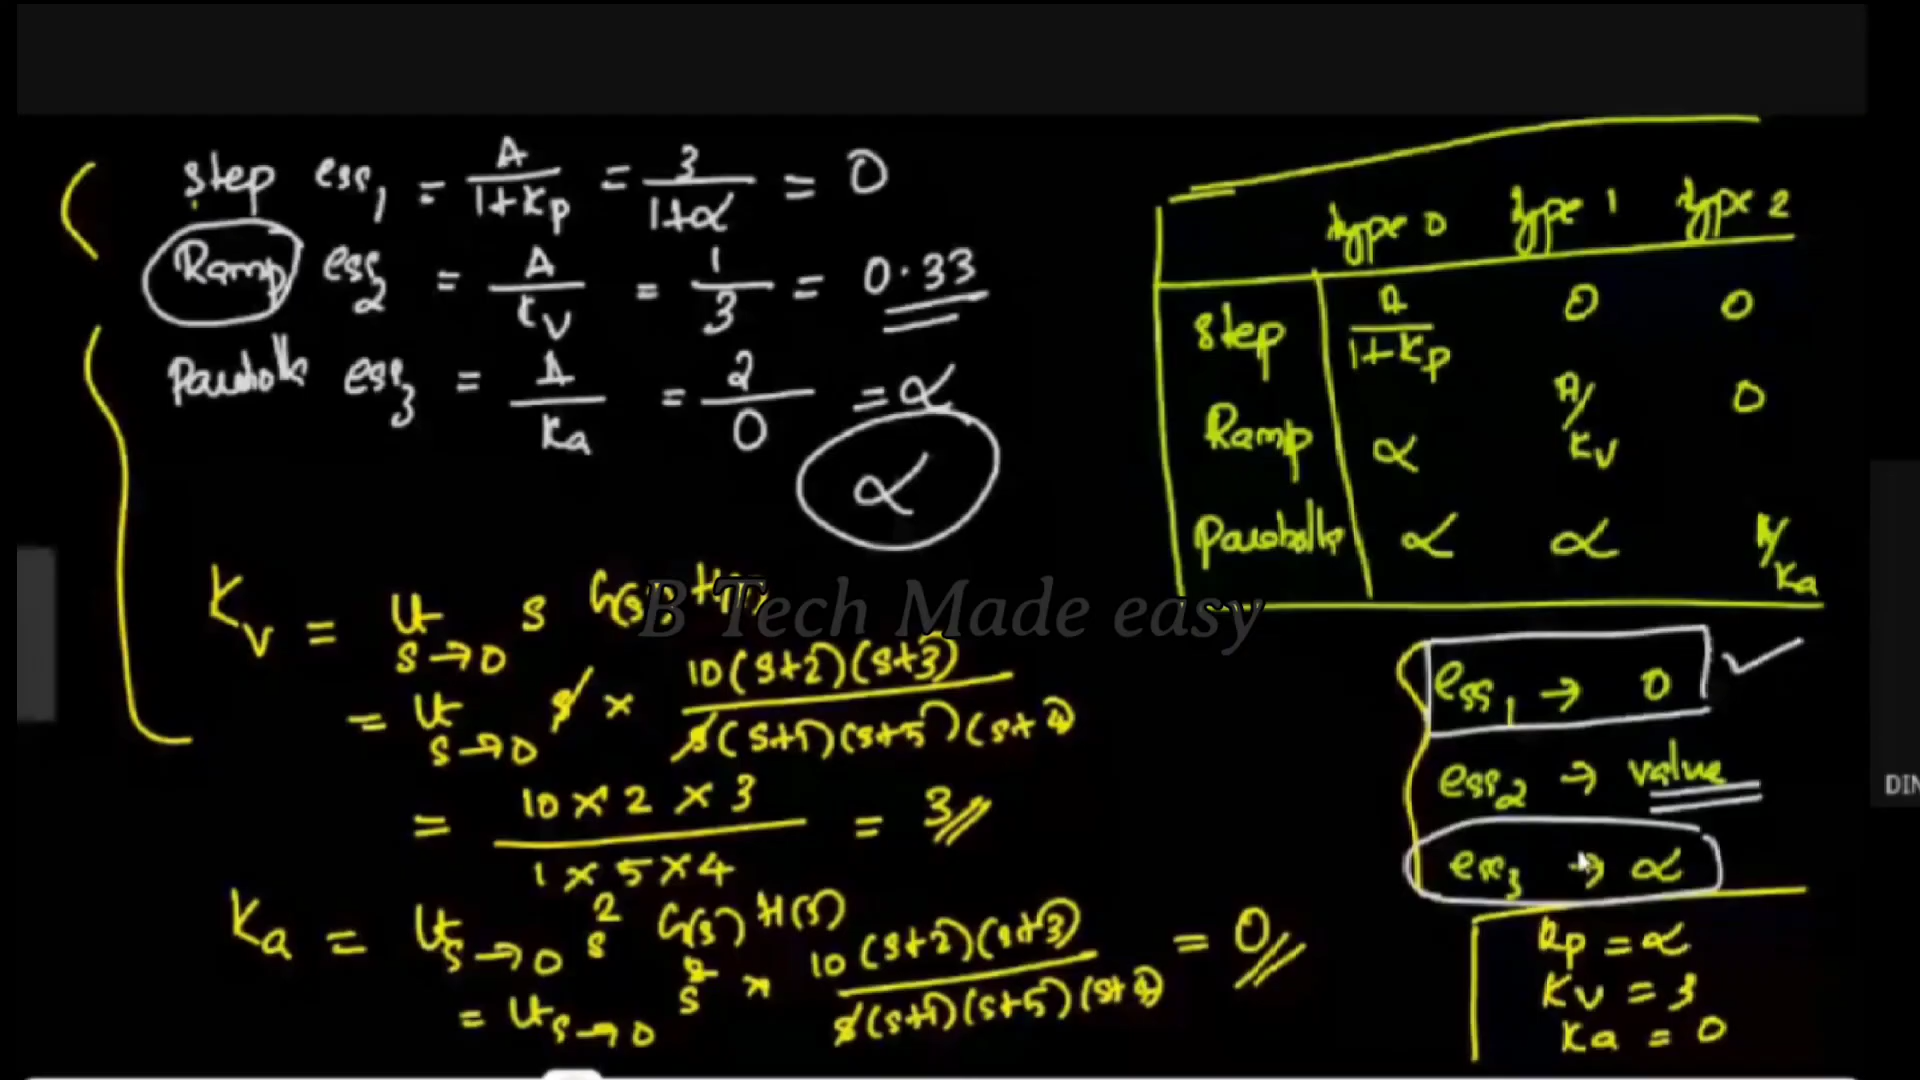 step ess1 = A/1+Kp = 3/1+α = 0
Ramp ess2 = A/Kv = 1/3 = 0.33
ess3 = A/Ka = 2/0 = α
α
Kv = Lt s→0 s G(s) H(s)
= Lt s→0 s × 10(s+2)(s+3)/s(s+1)(s+5)(s+4)
= 10×2×3/1×5×4 = 3
Ka = Lt s→0 s² G(s) H(s)
= Lt s→0 s² × 10(s+2)(s+3)/s(s+1)(s+5)(s+4) = 0
B Tech Made easy
type 0 type 1 type 2
step A/1+Kp 0 0
Ramp α A/Kv 0
α α A/Ka
ess1 → 0
ess2 → value
ess3 → α
Kp = α
Kv = 3
Ka = 0
DIN